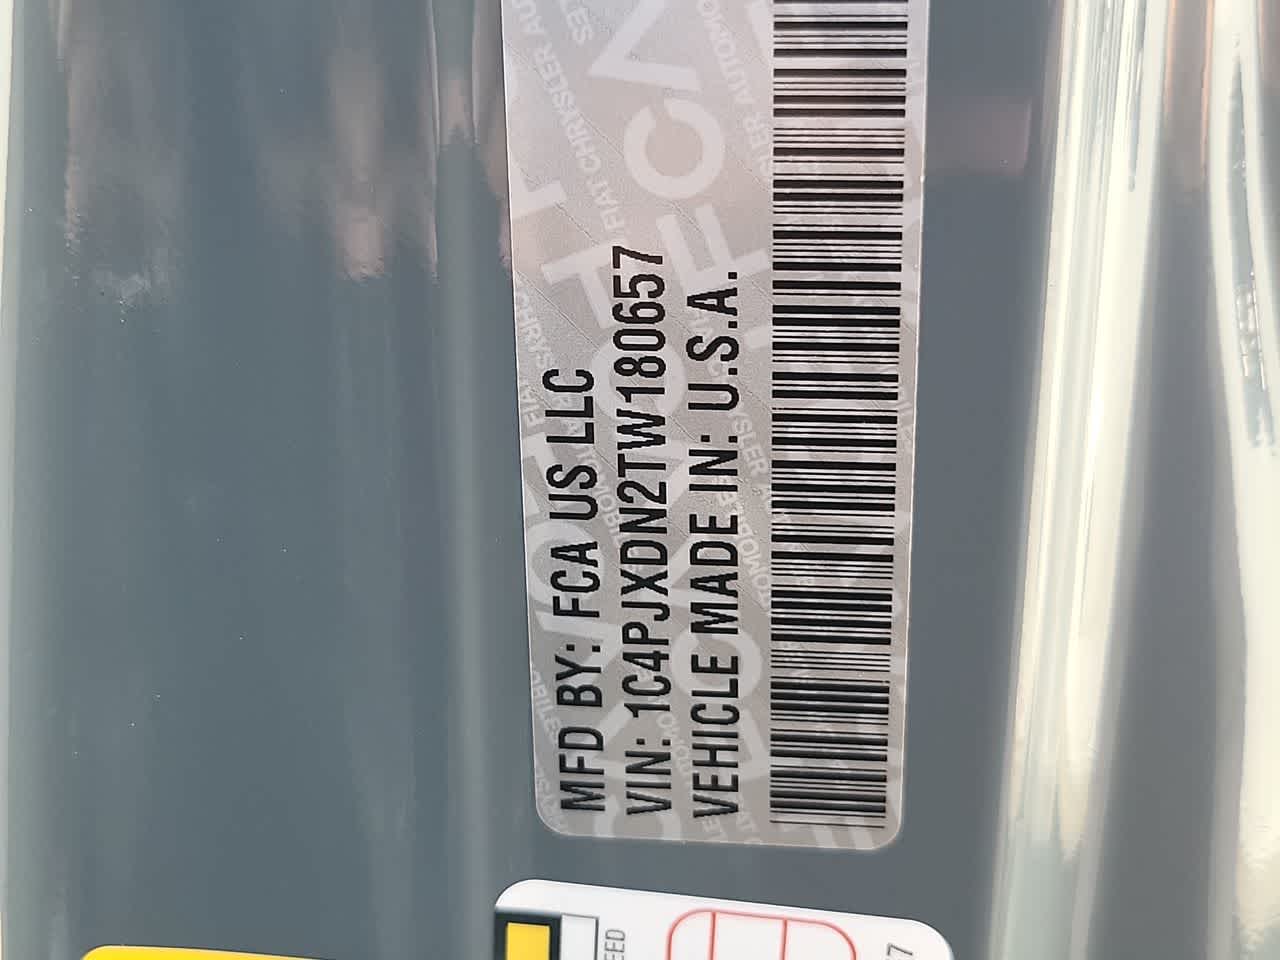 MFD BY: FCA US LLC
VIN: 1C4PJXDN2TW180657
VEHICLE MADE IN: U.S.A.